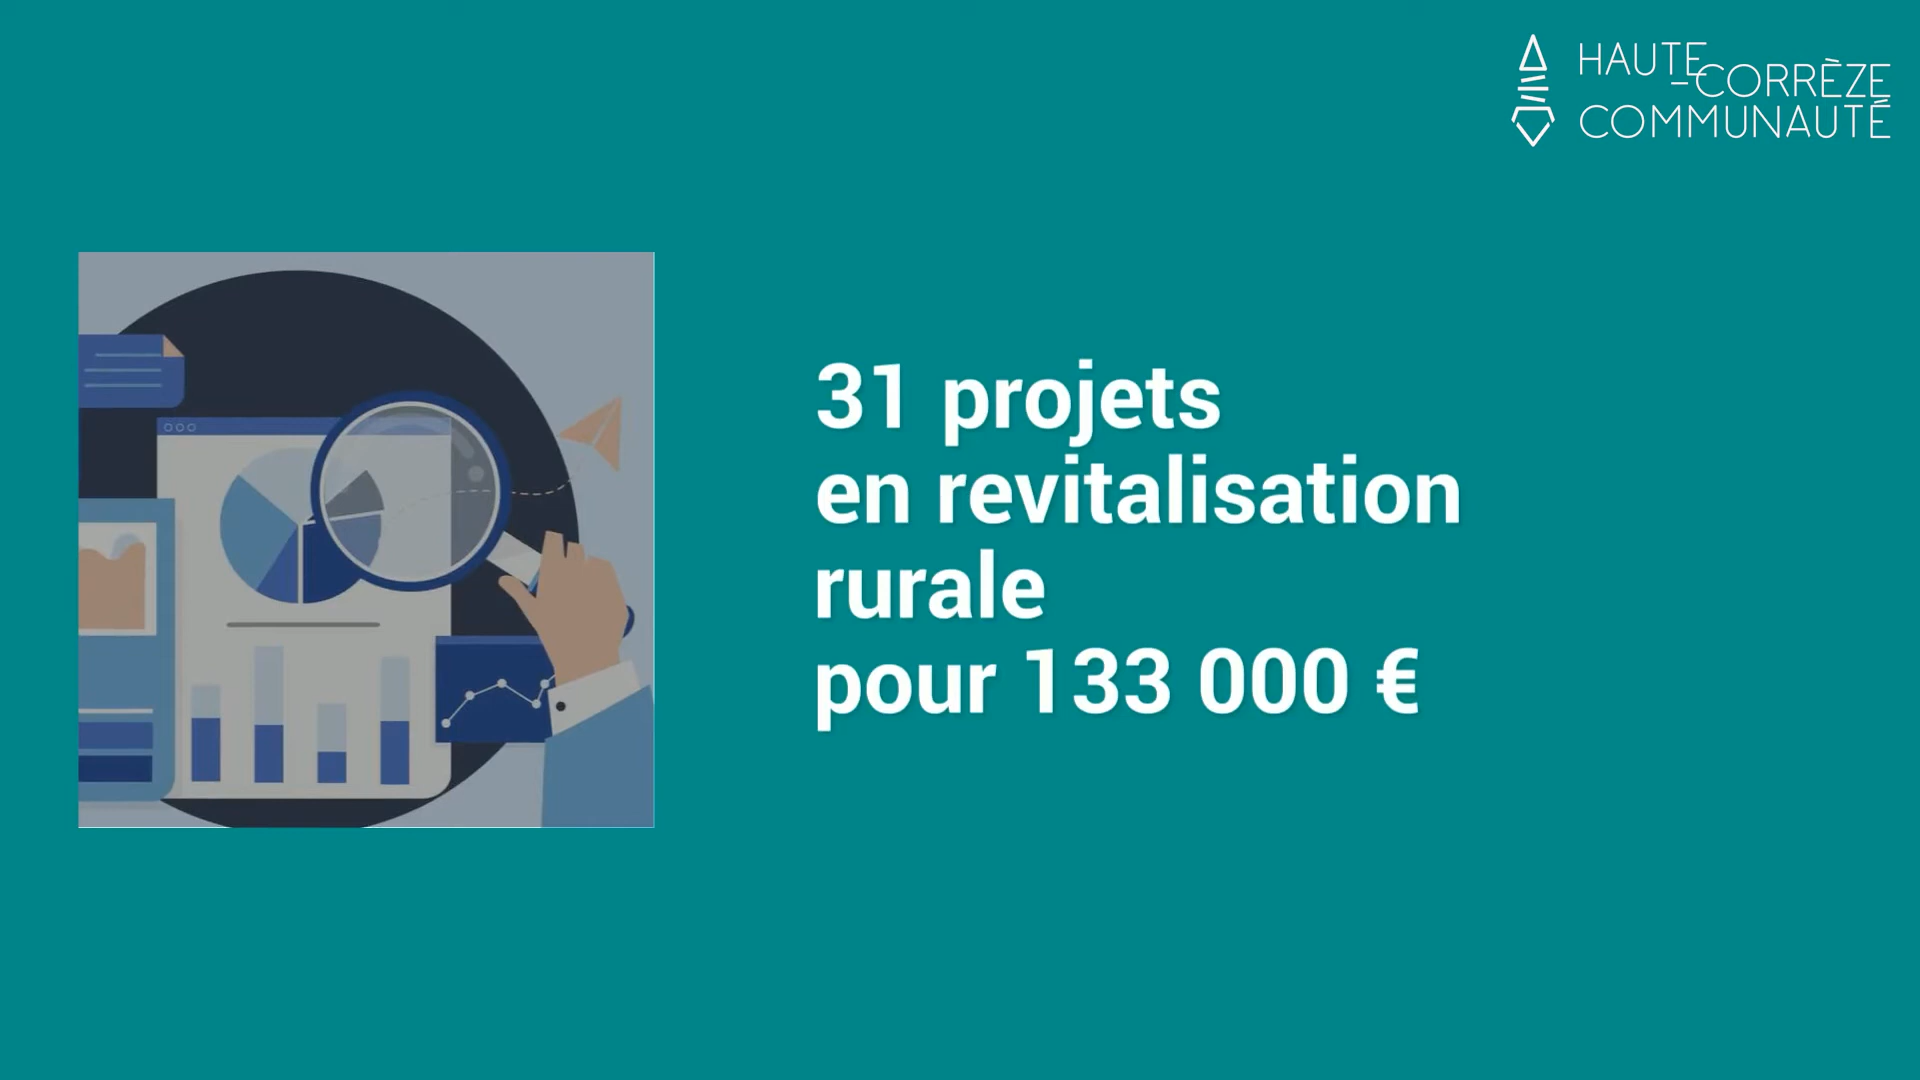 HAUTE
-CORRÈZE
COMMUNAUTÉ
31 projets
en revitalisation
rurale
pour 133 000 €